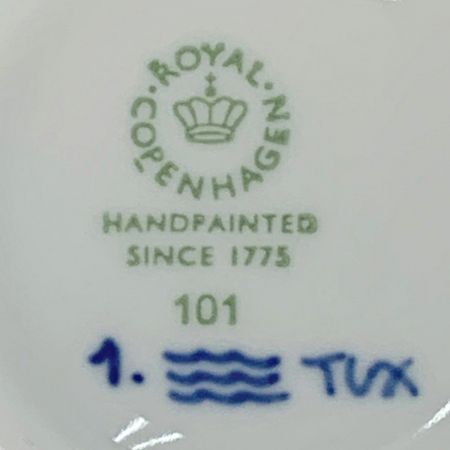 ROYAL COPENHAGEN
HANDPAINTED
SINCE 1775
101
1. TUX